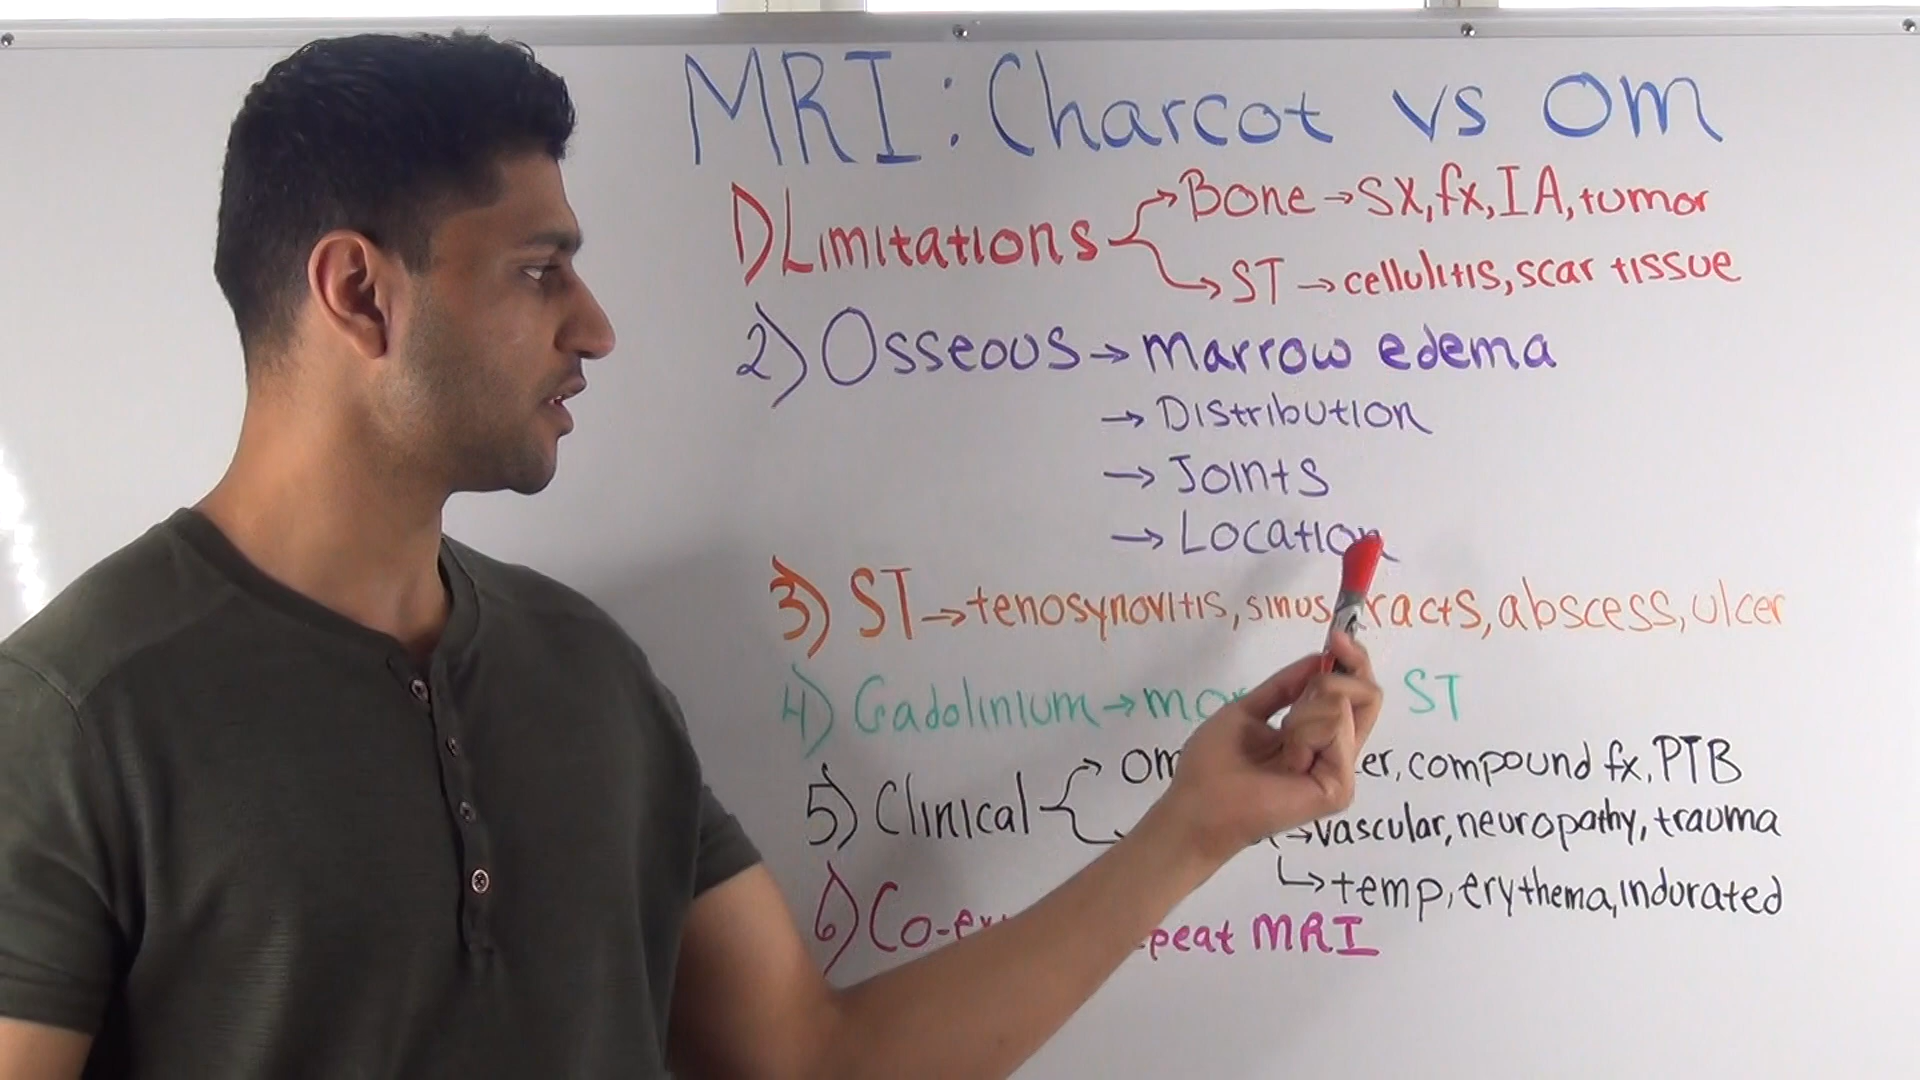 MRI: Charcot vs OM
1) Limitations → Bone → SX, fx, IA, tumor
→ ST → cellulitis, scar tissue
2) Osseous → marrow edema
→ Distribution
→ Joints
→ Location
3) ST → tenosynovitis, sinus racts, abscess, ulcer
4) Gadolinium → ST
5) Clinical → OM er, compound fx, PTB
→ vascular, neuropathy, trauma
↳ temp, erythema, indurated
6) Co- peat MRI